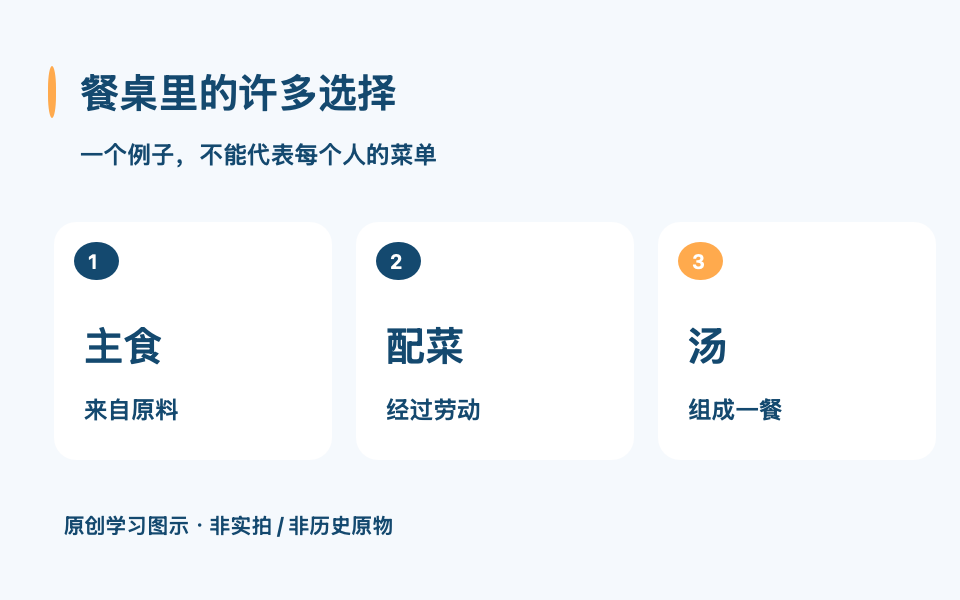 餐桌里的许多选择
一个例子，不能代表每个人的菜单
1
主食
来自原料
2
配菜
经过劳动
3
汤
组成一餐
原创学习图示 · 非实拍 / 非历史原物